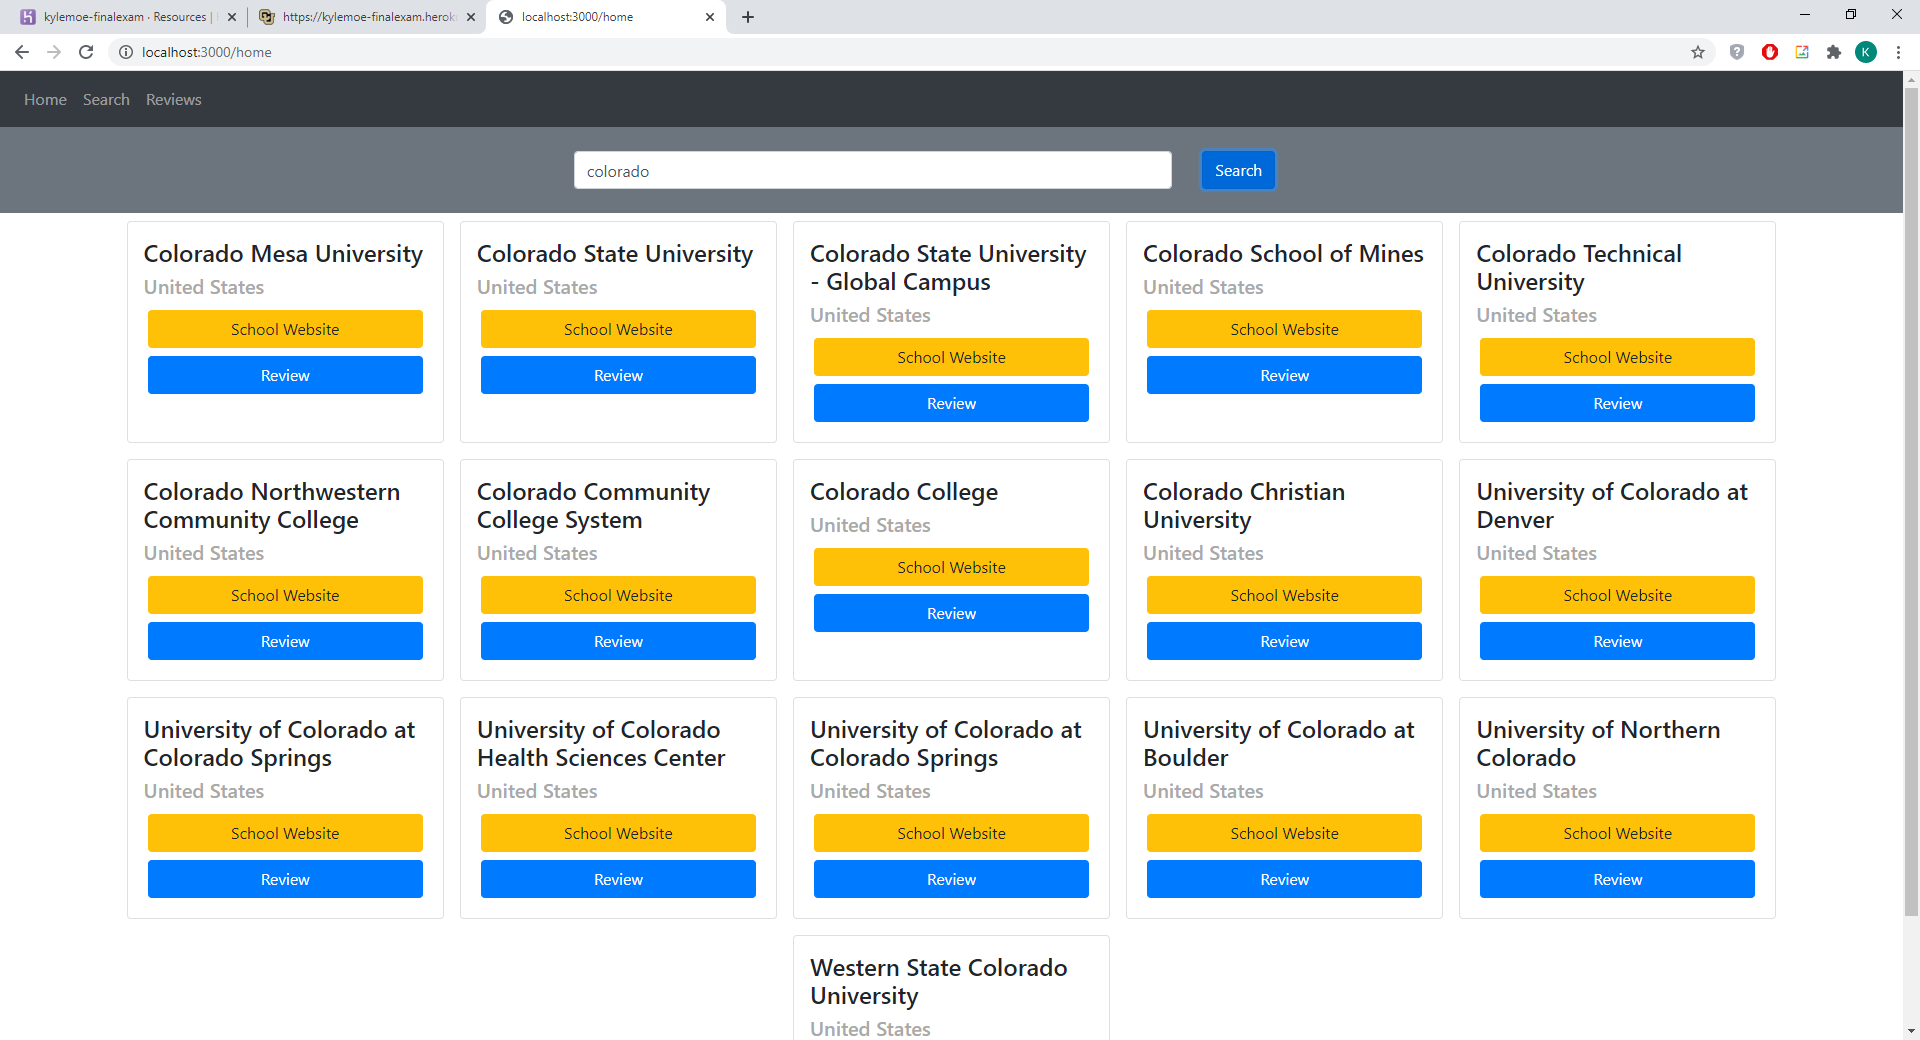 kylemoe-finalexam · Resources |
https://kylemoe-finalexam.herok
localhost:3000/home
localhost:3000/home
K
Home Search Reviews
colorado
Search
Colorado Mesa University
United States
School Website
Review
Colorado State University
United States
School Website
Review
Colorado State University
- Global Campus
United States
School Website
Review
Colorado School of Mines
United States
School Website
Review
Colorado Technical
University
United States
School Website
Review
Colorado Northwestern
Community College
United States
School Website
Review
Colorado Community
College System
United States
School Website
Review
Colorado College
United States
School Website
Review
Colorado Christian
University
United States
School Website
Review
University of Colorado at
Denver
United States
School Website
Review
University of Colorado at
Colorado Springs
United States
School Website
Review
University of Colorado
Health Sciences Center
United States
School Website
Review
University of Colorado at
Colorado Springs
United States
School Website
Review
University of Colorado at
Boulder
United States
School Website
Review
University of Northern
Colorado
United States
School Website
Review
Western State Colorado
University
United States